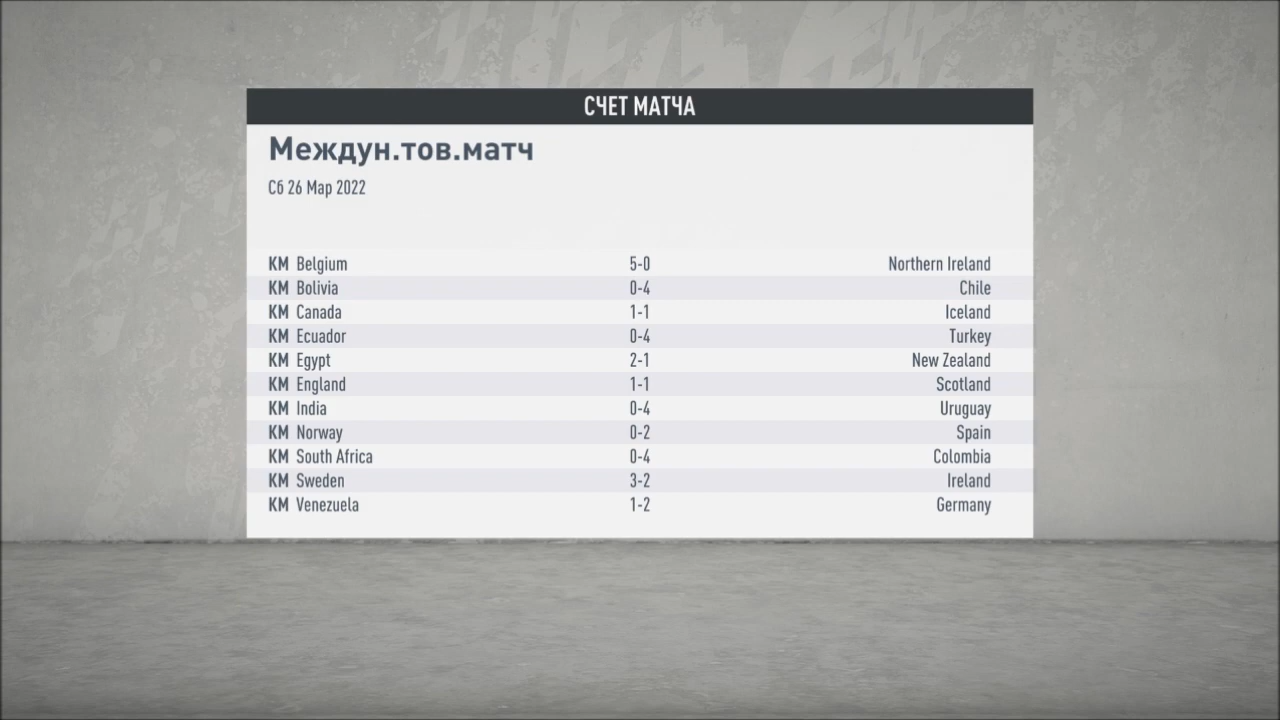 СЧЕТ МАТЧА
Междун.тов.матч
Сб 26 Мар 2022
КМ Belgium 5-0 Northern Ireland
КМ Bolivia 0-4 Chile
КМ Canada 1-1 Iceland
КМ Ecuador 0-4 Turkey
КМ Egypt 2-1 New Zealand
КМ England 1-1 Scotland
КМ India 0-4 Uruguay
КМ Norway 0-2 Spain
КМ South Africa 0-4 Colombia
КМ Sweden 3-2 Ireland
КМ Venezuela 1-2 Germany